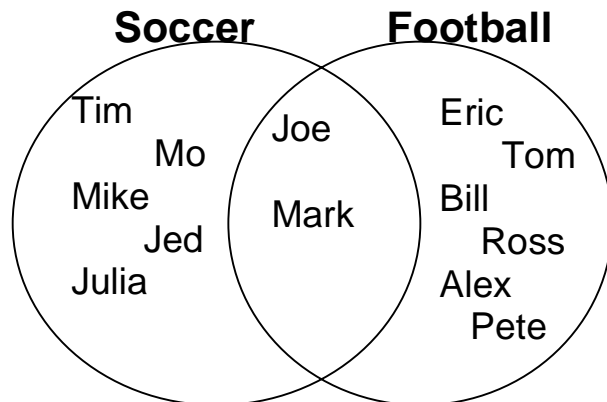 Soccer
Football
Tim
Mo
Mike
Jed
Julia
Joe
Mark
Eric
Tom
Bill
Ross
Alex
Pete